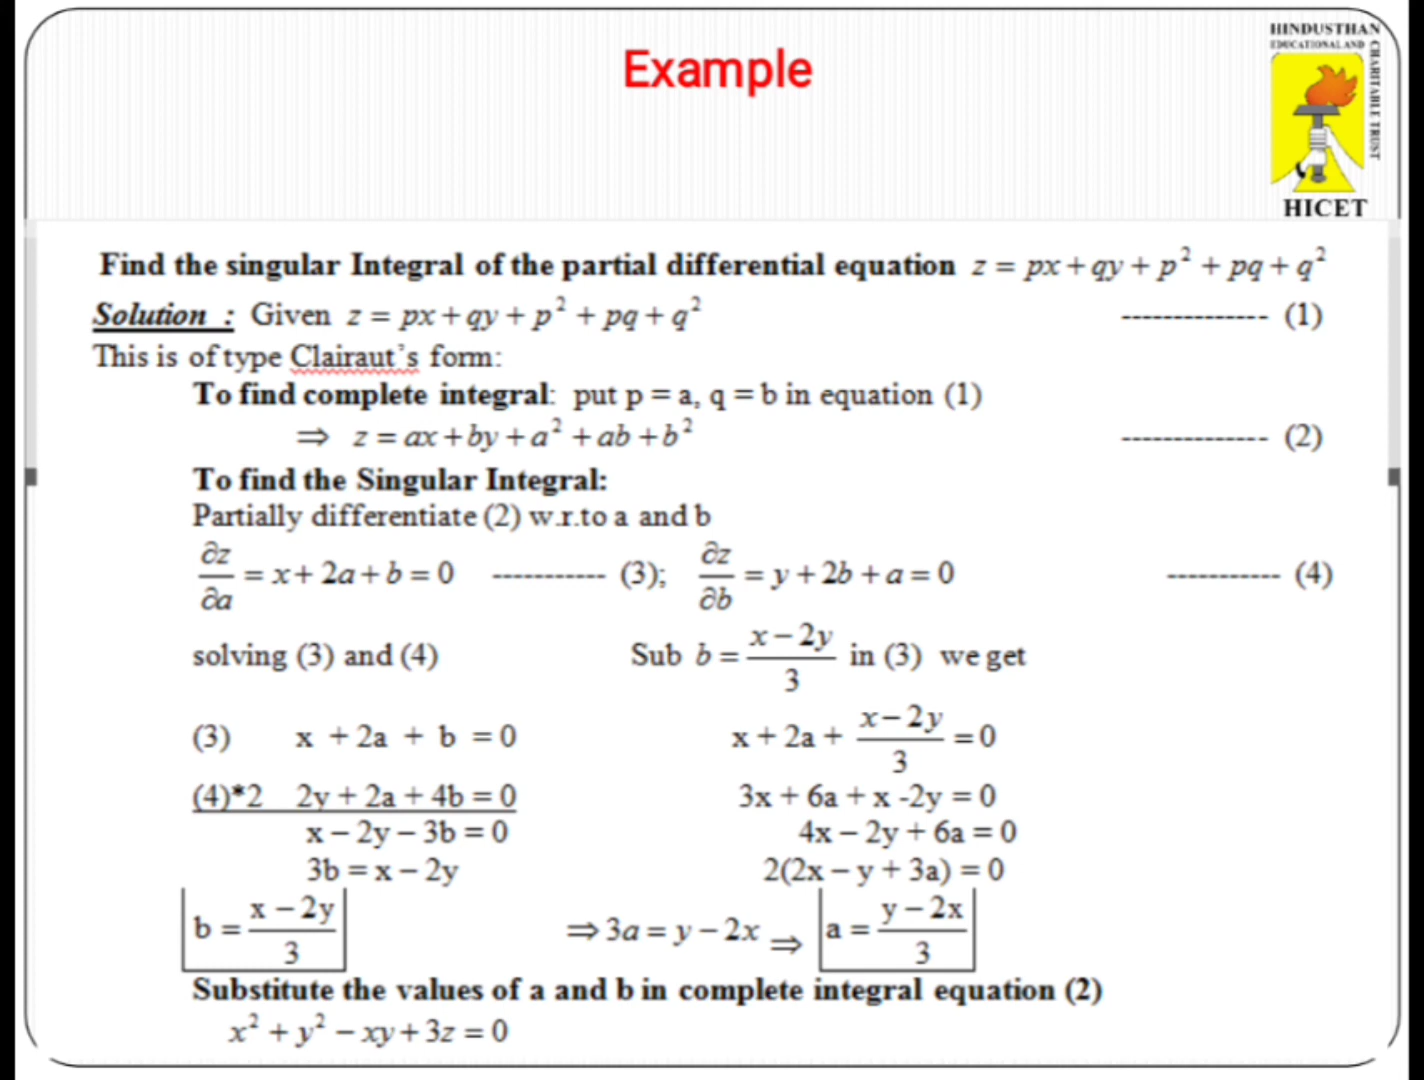 Example
HINDUSTHAN
EDUCATIONAL AND
CHARITABLE TRUST
HICET
Find the singular Integral of the partial differential equation z = px + qy + p² + pq + q²
Solution : Given z = px + qy + p² + pq + q² -------------- (1)
This is of type Clairaut's form:
To find complete integral: put p = a, q = b in equation (1)
⇒ z = ax + by + a² + ab + b² -------------- (2)
To find the Singular Integral:
Partially differentiate (2) w.r.to a and b
∂z/∂a = x + 2a + b = 0 ----------- (3); ∂z/∂b = y + 2b + a = 0 ----------- (4)
solving (3) and (4) Sub b = (x – 2y)/3 in (3) we get
(3) x + 2a + b = 0 x + 2a + (x – 2y)/3 = 0
(4)*2 2y + 2a + 4b = 0 3x + 6a + x -2y = 0
x – 2y – 3b = 0 4x – 2y + 6a = 0
3b = x – 2y 2(2x – y + 3a) = 0
b = (x – 2y)/3 ⇒ 3a = y – 2x ⇒ a = (y – 2x)/3
Substitute the values of a and b in complete integral equation (2)
x² + y² – xy + 3z = 0